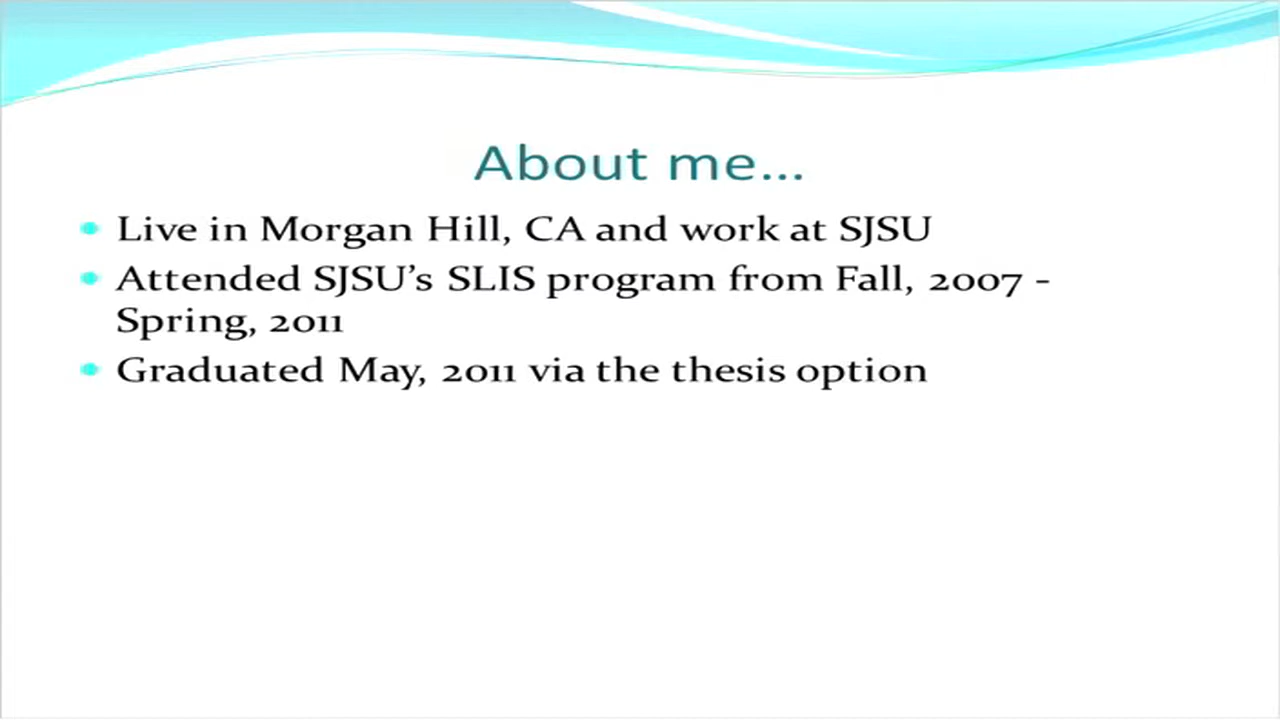 About me...
Live in Morgan Hill, CA and work at SJSU
Attended SJSU’s SLIS program from Fall, 2007 -
Spring, 2011
Graduated May, 2011 via the thesis option